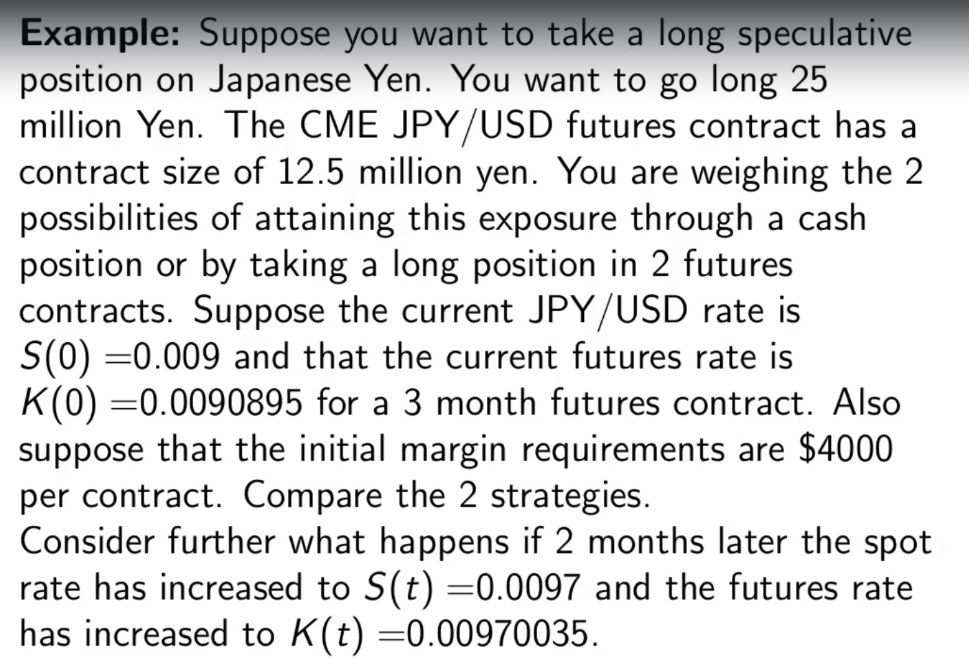 Example: Suppose you want to take a long speculative
position on Japanese Yen. You want to go long 25
million Yen. The CME JPY/USD futures contract has a
contract size of 12.5 million yen. You are weighing the 2
possibilities of attaining this exposure through a cash
position or by taking a long position in 2 futures
contracts. Suppose the current JPY/USD rate is
S(0) =0.009 and that the current futures rate is
K(0) =0.0090895 for a 3 month futures contract. Also
suppose that the initial margin requirements are $4000
per contract. Compare the 2 strategies.
Consider further what happens if 2 months later the spot
rate has increased to S(t) =0.0097 and the futures rate
has increased to K(t) =0.00970035.